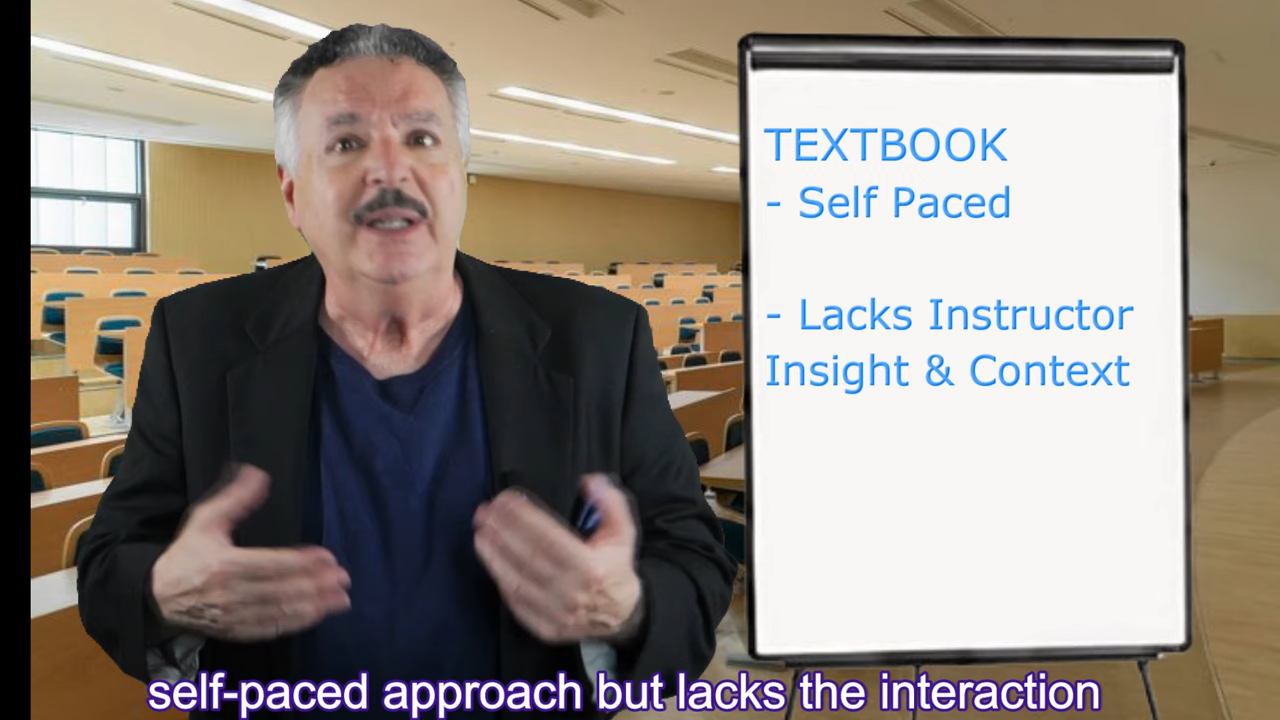 TEXTBOOK
- Self Paced
- Lacks Instructor
Insight & Context
self-paced approach but lacks the interaction